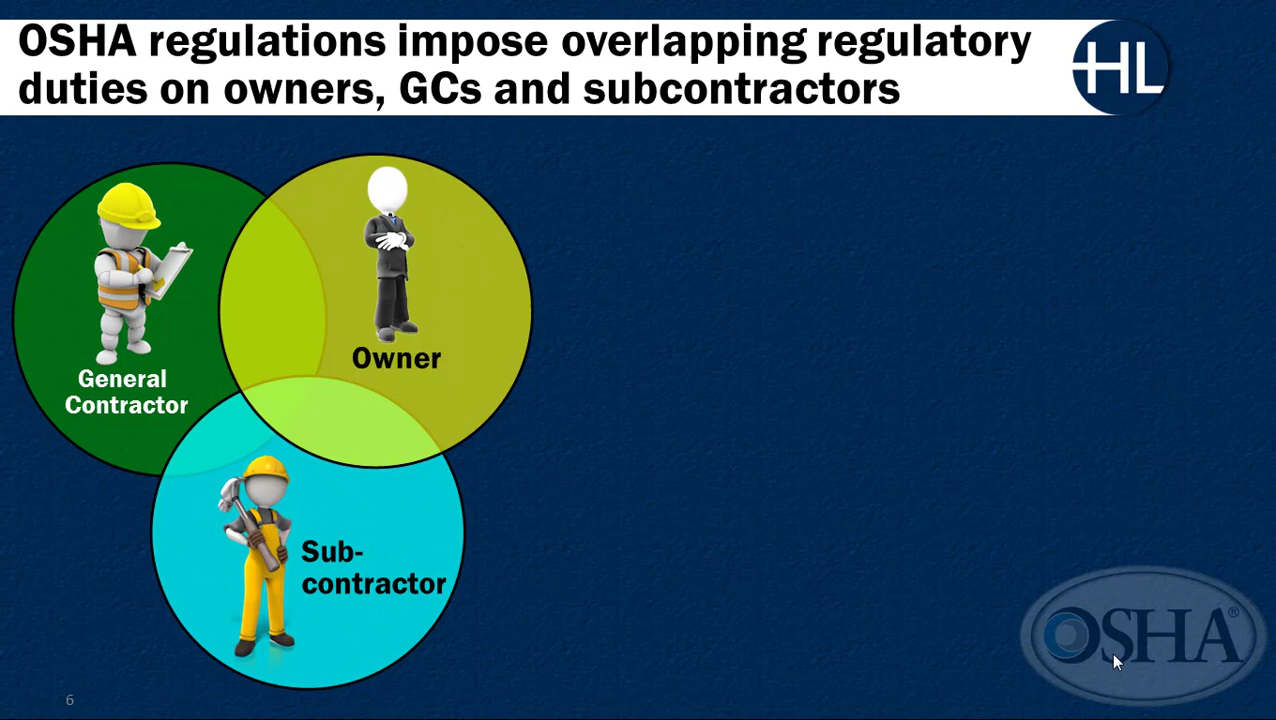 OSHA regulations impose overlapping regulatory
duties on owners, GCs and subcontractors
HL
Owner
General
Contractor
Sub-
contractor
OSHA®
6